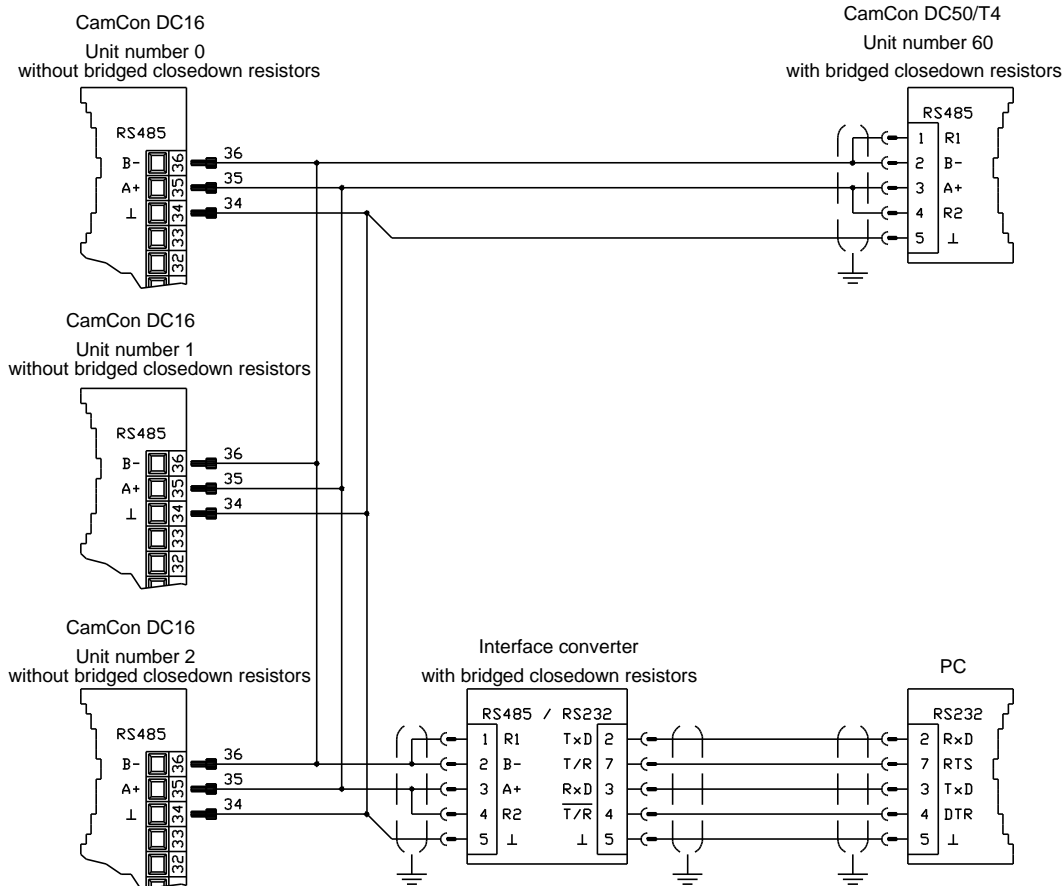 CamCon DC16
Unit number 0
without bridged closedown resistors
RS485
B- 36 36
A+ 35 35
⊥ 34 34
33
32
CamCon DC50/T4
Unit number 60
with bridged closedown resistors
RS485
1 R1
2 B-
3 A+
4 R2
5 ⊥
CamCon DC16
Unit number 1
without bridged closedown resistors
RS485
B- 36 36
A+ 35 35
⊥ 34 34
33
32
CamCon DC16
Unit number 2
without bridged closedown resistors
RS485
B- 36 36
A+ 35 35
⊥ 34 34
33
32
Interface converter
with bridged closedown resistors
RS485 / RS232
1 R1 TxD 2
2 B- T/R 7
3 A+ RxD 3
4 R2 T/R 4
5 ⊥ ⊥ 5
PC
RS232
2 RxD
7 RTS
3 TxD
4 DTR
5 ⊥